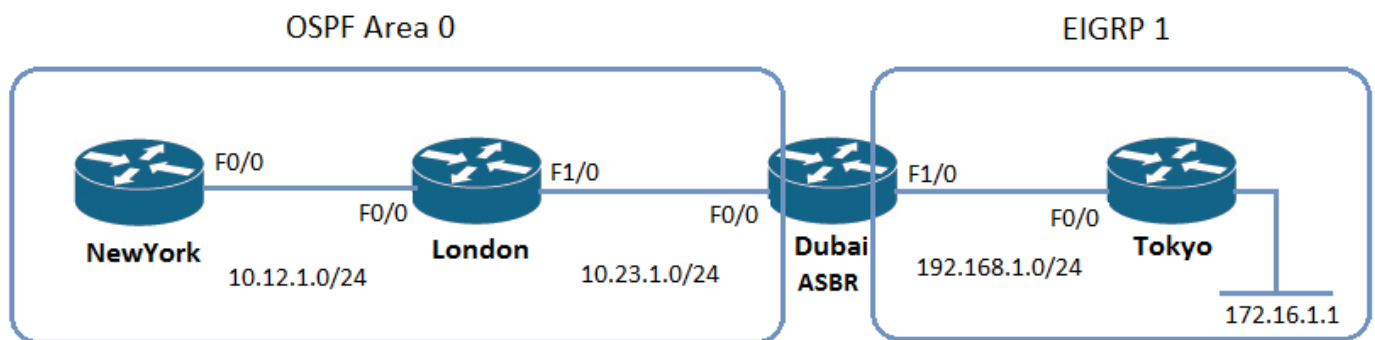 OSPF Area 0
EIGRP 1
F0/0
F0/0
F1/0
F0/0
F1/0
F0/0
NewYork
London
Dubai
ASBR
Tokyo
10.12.1.0/24
10.23.1.0/24
192.168.1.0/24
172.16.1.1